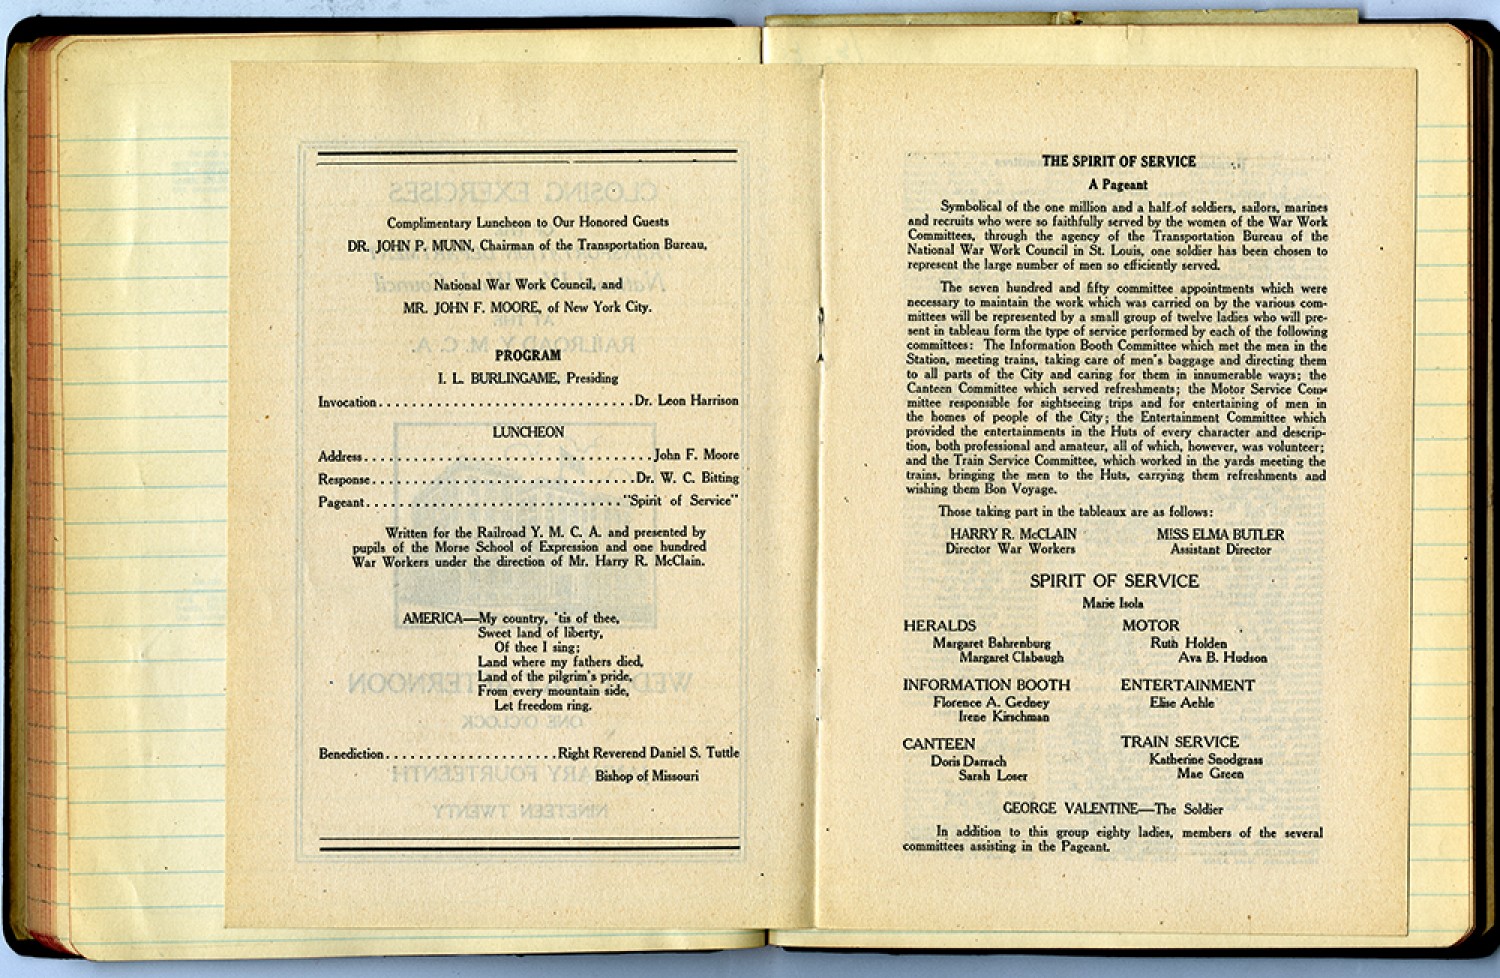 Complimentary Luncheon to Our Honored Guests
DR. JOHN P. MUNN, Chairman of the Transportation Bureau,
National War Work Council, and
MR. JOHN F. MOORE, of New York City.
PROGRAM
I. L. BURLINGAME, Presiding
Invocation..............................Dr. Leon Harrison
LUNCHEON
Address..................................John F. Moore
Response...............................Dr. W. C. Bitting
Pageant..............................."Spirit of Service"
Written for the Railroad Y. M. C. A. and presented by
pupils of the Morse School of Expression and one hundred
War Workers under the direction of Mr. Harry R. McClain.
AMERICA—My country, 'tis of thee,
Sweet land of liberty,
Of thee I sing;
Land where my fathers died,
Land of the pilgrim's pride,
From every mountain side,
Let freedom ring.
Benediction....................Right Reverend Daniel S. Tuttle
Bishop of Missouri
THE SPIRIT OF SERVICE
A Pageant
Symbolical of the one million and a half of soldiers, sailors, marines
and recruits who were so faithfully served by the women of the War Work
Committees, through the agency of the Transportation Bureau of the
National War Work Council in St. Louis, one soldier has been chosen to
represent the large number of men so efficiently served.
The seven hundred and fifty committee appointments which were
necessary to maintain the work which was carried on by the various com-
mittees will be represented by a small group of twelve ladies who will pre-
sent in tableau form the type of service performed by each of the following
committees: The Information Booth Committee which met the men in the
Station, meeting trains, taking care of men's baggage and directing them
to all parts of the City and caring for them in innumerable ways; the
Canteen Committee which served refreshments; the Motor Service Com-
mittee responsible for sightseeing trips and for entertaining of men in
the homes of people of the City; the Entertainment Committee which
provided the entertainments in the Huts of every character and descrip-
tion, both professional and amateur, all of which, however, was volunteer;
and the Train Service Committee, which worked in the yards meeting the
trains, bringing the men to the Huts, carrying them refreshments and
wishing them Bon Voyage.
Those taking part in the tableaux are as follows:
HARRY R. McCLAIN MISS ELMA BUTLER
Director War Workers Assistant Director
SPIRIT OF SERVICE
Marie Isola
HERALDS MOTOR
Margaret Bahrenburg Ruth Holden
Margaret Clabaugh Ava B. Hudson
INFORMATION BOOTH ENTERTAINMENT
Florence A. Gedney Elise Aehle
Irene Kirschman
CANTEEN TRAIN SERVICE
Doris Darrach Katherine Snodgrass
Sarah Loser Mae Green
GEORGE VALENTINE—The Soldier
In addition to this group eighty ladies, members of the several
committees assisting in the Pageant.